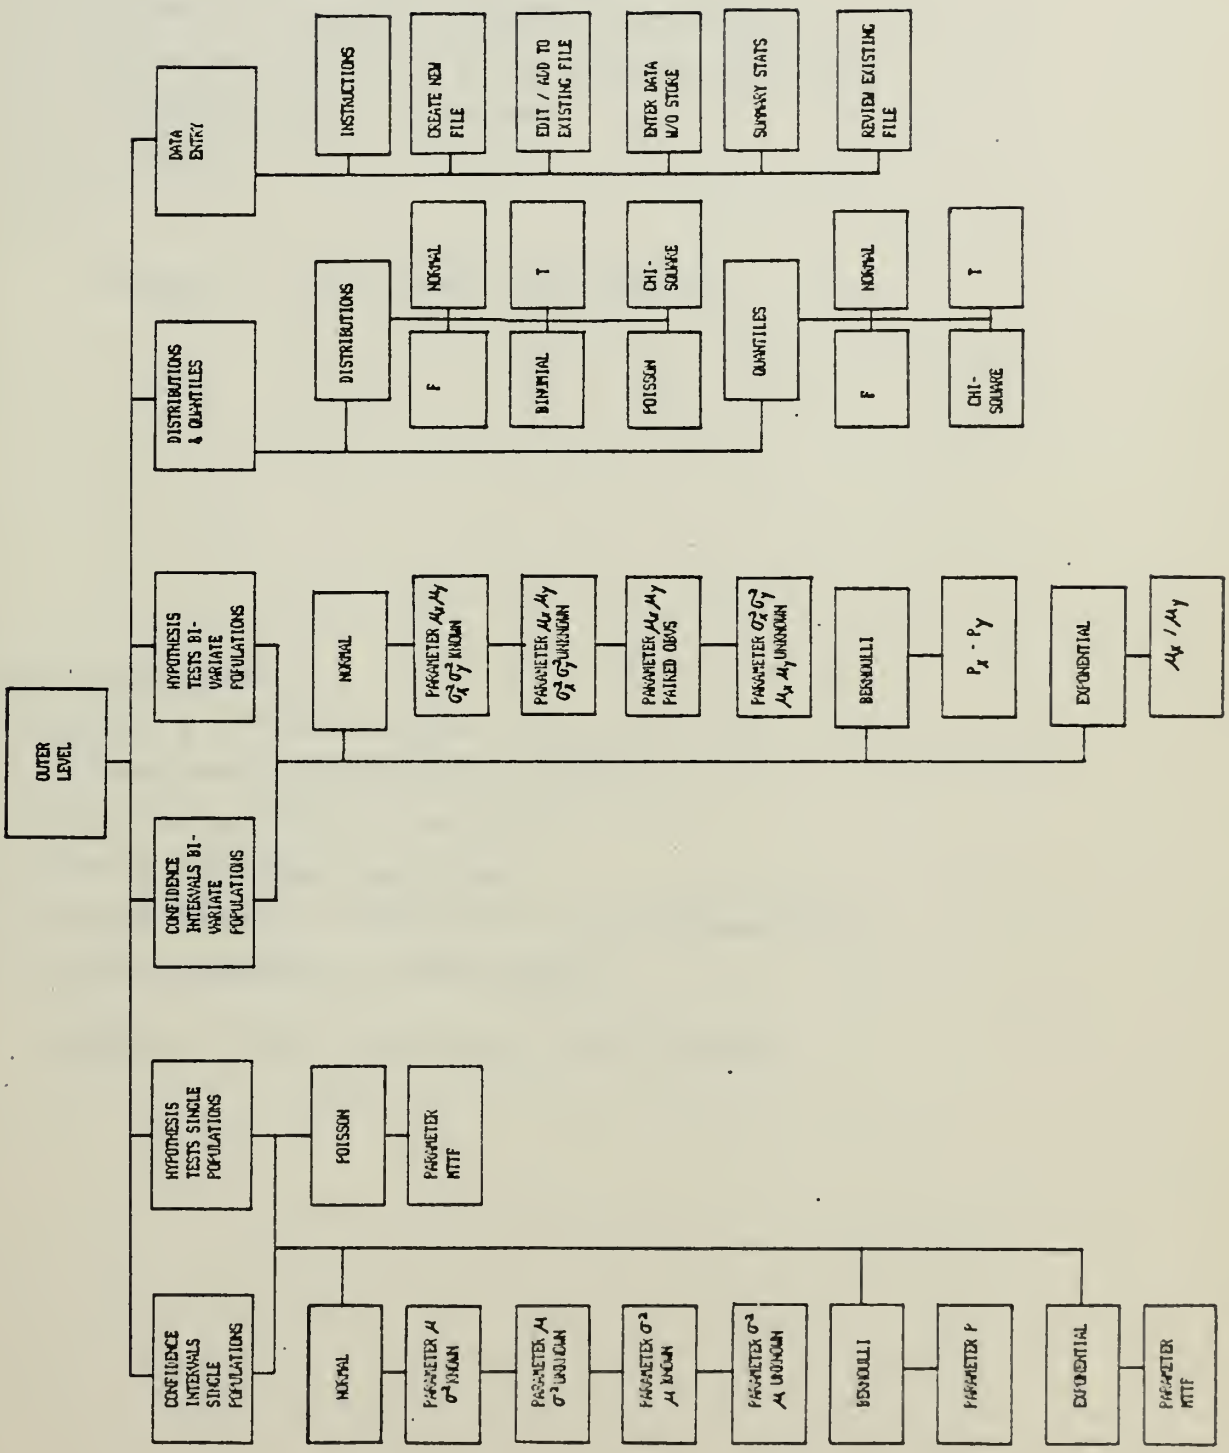 OUTER
LEVEL
CONFIDENCE
INTERVALS
SINGLE
POPULATIONS
HYPOTHESIS
TESTS SINGLE
POPULATIONS
CONFIDENCE
INTERVALS BI-
VARIATE
POPULATIONS
HYPOTHESIS
TESTS BI-
VARIATE
POPULATIONS
DISTRIBUTIONS
& QUANTILES
DATA
ENTRY
NORMAL
PARAMETER μ
σ² KNOWN
PARAMETER μ
σ² UNKNOWN
PARAMETER σ²
μ KNOWN
PARAMETER σ²
μ UNKNOWN
BERNOULLI
PARAMETER P
EXPONENTIAL
PARAMETER
MTTF
POISSON
PARAMETER
MTTF
NORMAL
PARAMETER μx μy
σx² σy² KNOWN
PARAMETER μx μy
σx² σy² UNKNOWN
PARAMETER μx μy
PAIRED OBVS
PARAMETER σx² σy²
μx μy UNKNOWN
BERNOULLI
Px - Py
EXPONENTIAL
μx / μy
DISTRIBUTIONS
F
NORMAL
BINOMIAL
T
POISSON
CHI-
SQUARE
QUANTILES
F
NORMAL
CHI-
SQUARE
T
INSTRUCTIONS
CREATE NEW
FILE
EDIT / ADD TO
EXISTING FILE
ENTER DATA
W/O STORE
SUMMARY STATS
REVIEW EXISTING
FILE